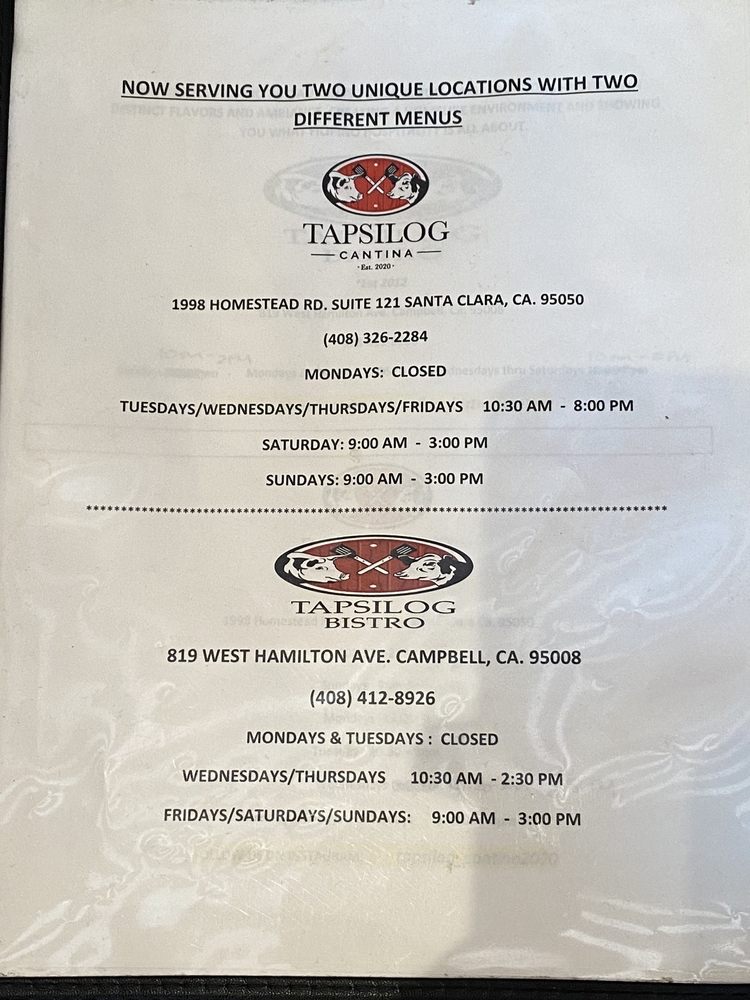 NOW SERVING YOU TWO UNIQUE LOCATIONS WITH TWO
DIFFERENT MENUS
TAPSILOG
CANTINA
· Est. 2020 ·
1998 HOMESTEAD RD. SUITE 121 SANTA CLARA, CA. 95050
(408) 326-2284
MONDAYS: CLOSED
TUESDAYS/WEDNESDAYS/THURSDAYS/FRIDAYS 10:30 AM - 8:00 PM
SATURDAY: 9:00 AM - 3:00 PM
SUNDAYS: 9:00 AM - 3:00 PM
TAPSILOG
BISTRO
819 WEST HAMILTON AVE. CAMPBELL, CA. 95008
(408) 412-8926
MONDAYS & TUESDAYS : CLOSED
WEDNESDAYS/THURSDAYS 10:30 AM - 2:30 PM
FRIDAYS/SATURDAYS/SUNDAYS: 9:00 AM - 3:00 PM